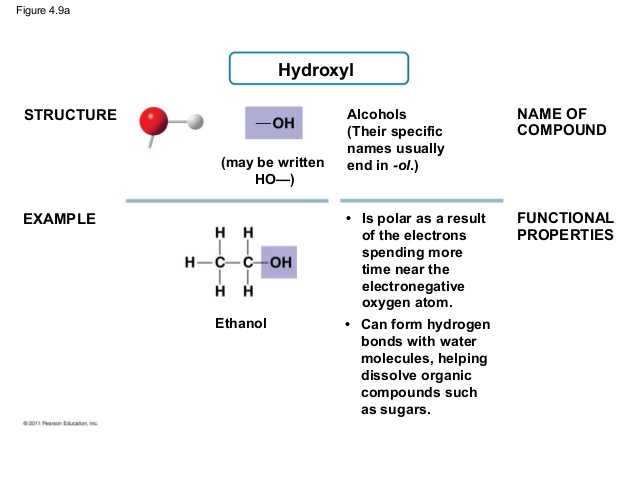 Figure 4.9a
Hydroxyl
STRUCTURE
—OH
(may be written
HO—)
Alcohols
(Their specific
names usually
end in -ol.)
NAME OF
COMPOUND
EXAMPLE
H H
H—C—C—OH
H H
Ethanol
• Is polar as a result
of the electrons
spending more
time near the
electronegative
oxygen atom.
• Can form hydrogen
bonds with water
molecules, helping
dissolve organic
compounds such
as sugars.
FUNCTIONAL
PROPERTIES
© 2011 Pearson Education, Inc.